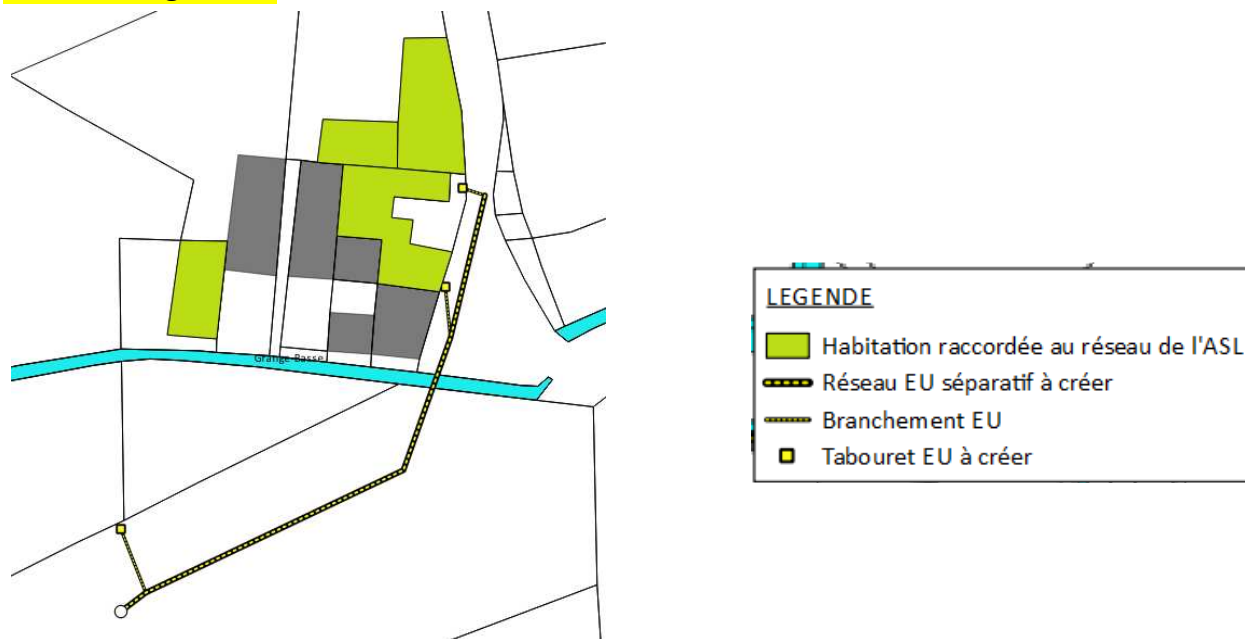 Grange Basse
LEGENDE
Habitation raccordée au réseau de l'ASL
Réseau EU séparatif à créer
Branchement EU
Tabouret EU à créer